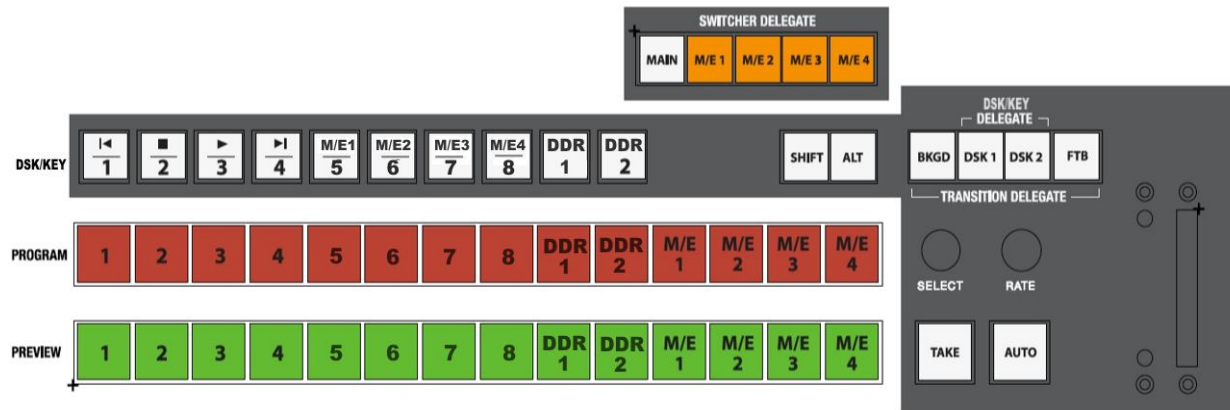 SWITCHER DELEGATE
MAIN M/E 1 M/E 2 M/E 3 M/E 4
DSK/KEY
DELEGATE
DSK/KEY 1 2 3 4 M/E1 5 M/E2 6 M/E3 7 M/E4 8 DDR 1 DDR 2 SHIFT ALT BKGD DSK 1 DSK 2 FTB
TRANSITION DELEGATE
PROGRAM 1 2 3 4 5 6 7 8 DDR 1 DDR 2 M/E 1 M/E 2 M/E 3 M/E 4
SELECT RATE
PREVIEW 1 2 3 4 5 6 7 8 DDR 1 DDR 2 M/E 1 M/E 2 M/E 3 M/E 4
TAKE AUTO